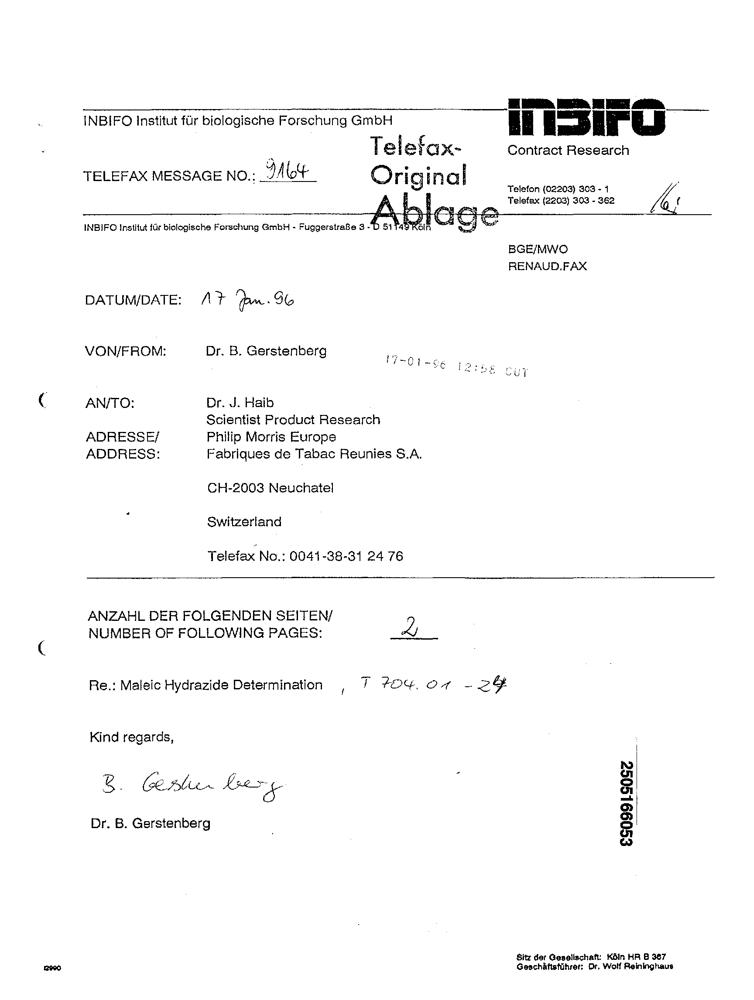 INBIFO Institut für biologische Forschung GmbH
INBIFO
Contract Research
Telefax-
Original
Ablage
TELEFAX MESSAGE NO.: 9164
Telefon (02203) 303 - 1
Telefax (2203) 303 - 362
INBIFO Institut für biologische Forschung GmbH - Fuggerstraße 3 - D 51149 Köln
BGE/MWO
RENAUD.FAX
DATUM/DATE: 17 Jan. 96
VON/FROM: Dr. B. Gerstenberg
17-01-96 12:58 OUT
AN/TO: Dr. J. Haib
Scientist Product Research
ADRESSE/ Philip Morris Europe
ADDRESS: Fabriques de Tabac Reunies S.A.
CH-2003 Neuchatel
Switzerland
Telefax No.: 0041-38-31 24 76
ANZAHL DER FOLGENDEN SEITEN/
NUMBER OF FOLLOWING PAGES: 2
Re.: Maleic Hydrazide Determination , T 704.01 - 24
Kind regards,
B. Gerstenberg
Dr. B. Gerstenberg
2505166053
Sitz der Gesellschaft: Köln HR B 367
Geschäftsführer: Dr. Wolf Reininghaus
12990